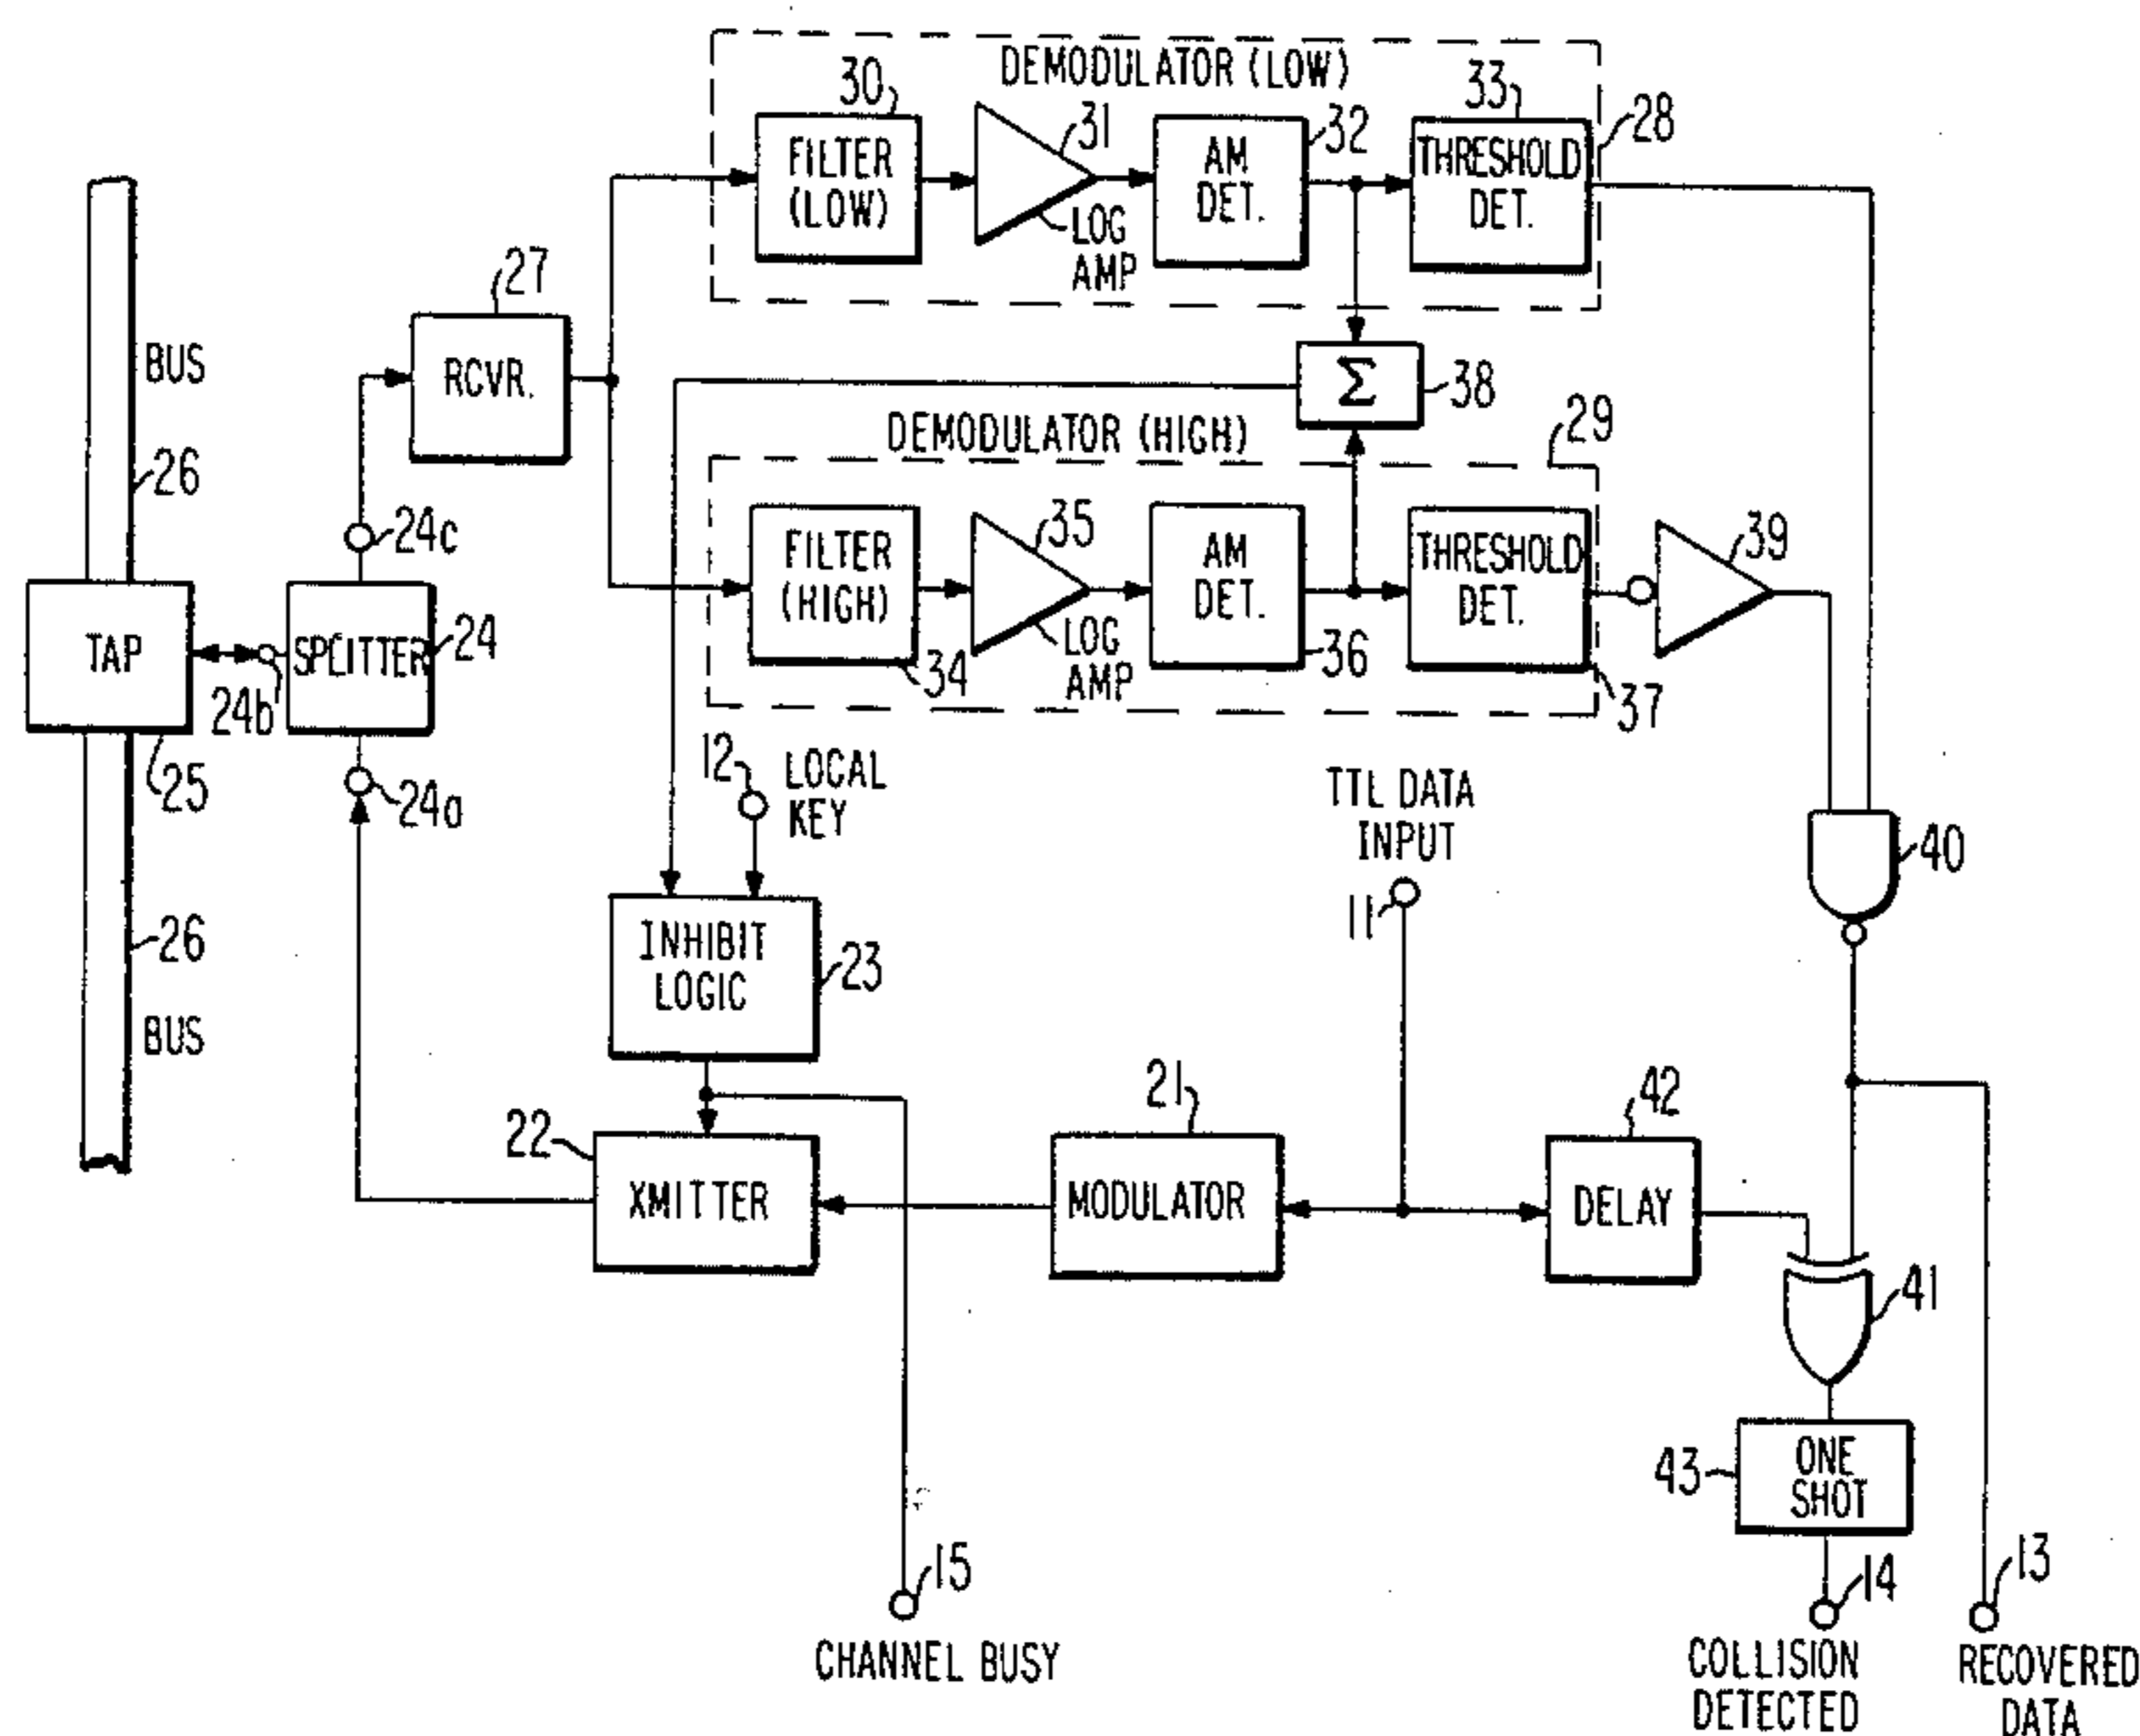 DEMODULATOR (LOW)
30
FILTER
(LOW)
31
LOG
AMP
32
AM
DET.
33
THRESHOLD
DET.
28
27
RCVR.
BUS
26
Σ
38
DEMODULATOR (HIGH)
29
24c
FILTER
(HIGH)
34
35
LOG
AMP
AM
DET.
36
THRESHOLD
DET.
37
39
TAP
25
24b
SPLITTER
24
24a
12
LOCAL
KEY
TTL DATA
INPUT
11
40
INHIBIT
LOGIC
23
26
BUS
22
XMITTER
21
MODULATOR
42
DELAY
41
43
ONE
SHOT
15
CHANNEL BUSY
14
COLLISION
DETECTED
13
RECOVERED
DATA